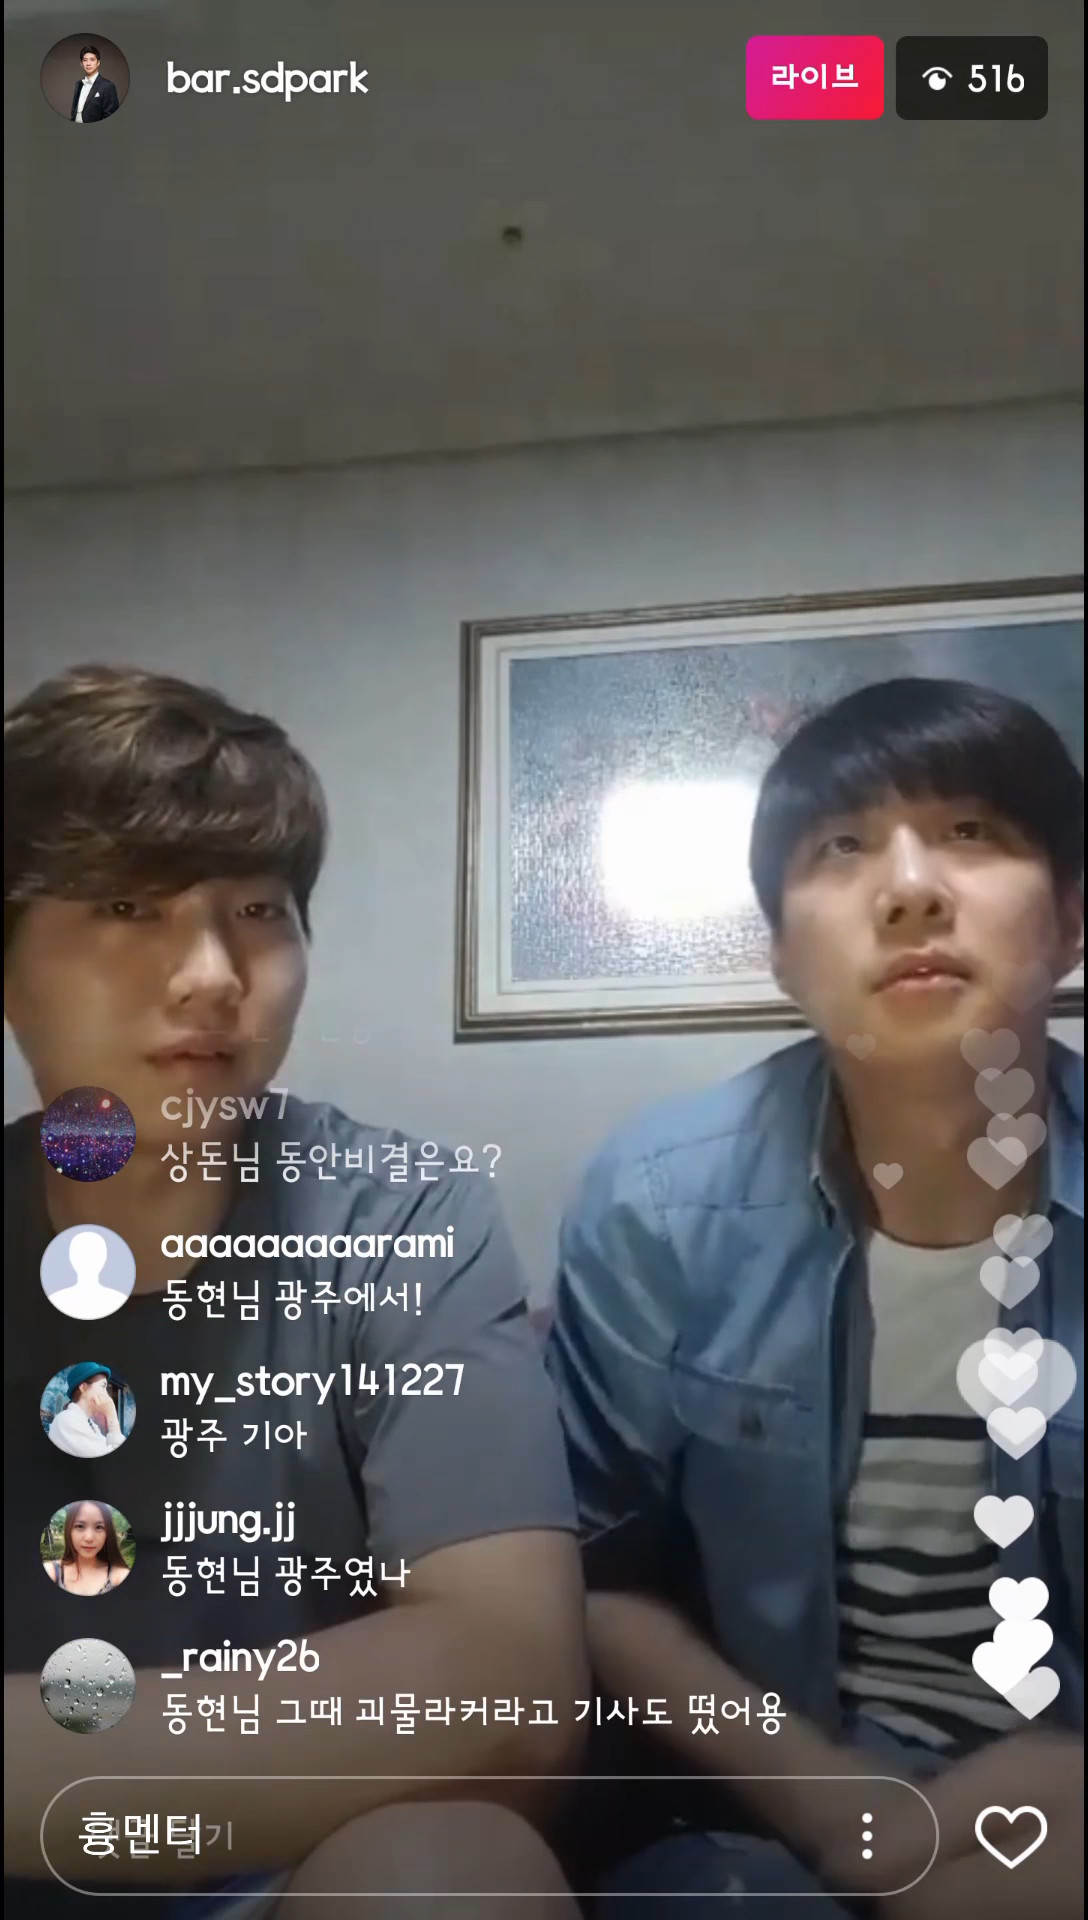 bar.sdpark
라이브
516
cjysw7
상돈님 동안비결은요?
aaaaaaaaarami
동현님 광주에서!
my_story141227
광주 기아
jjjung.jj
동현님 광주였나
_rainy26
동현님 그때 괴물라커라고 기사도 떴어용
흉멘터